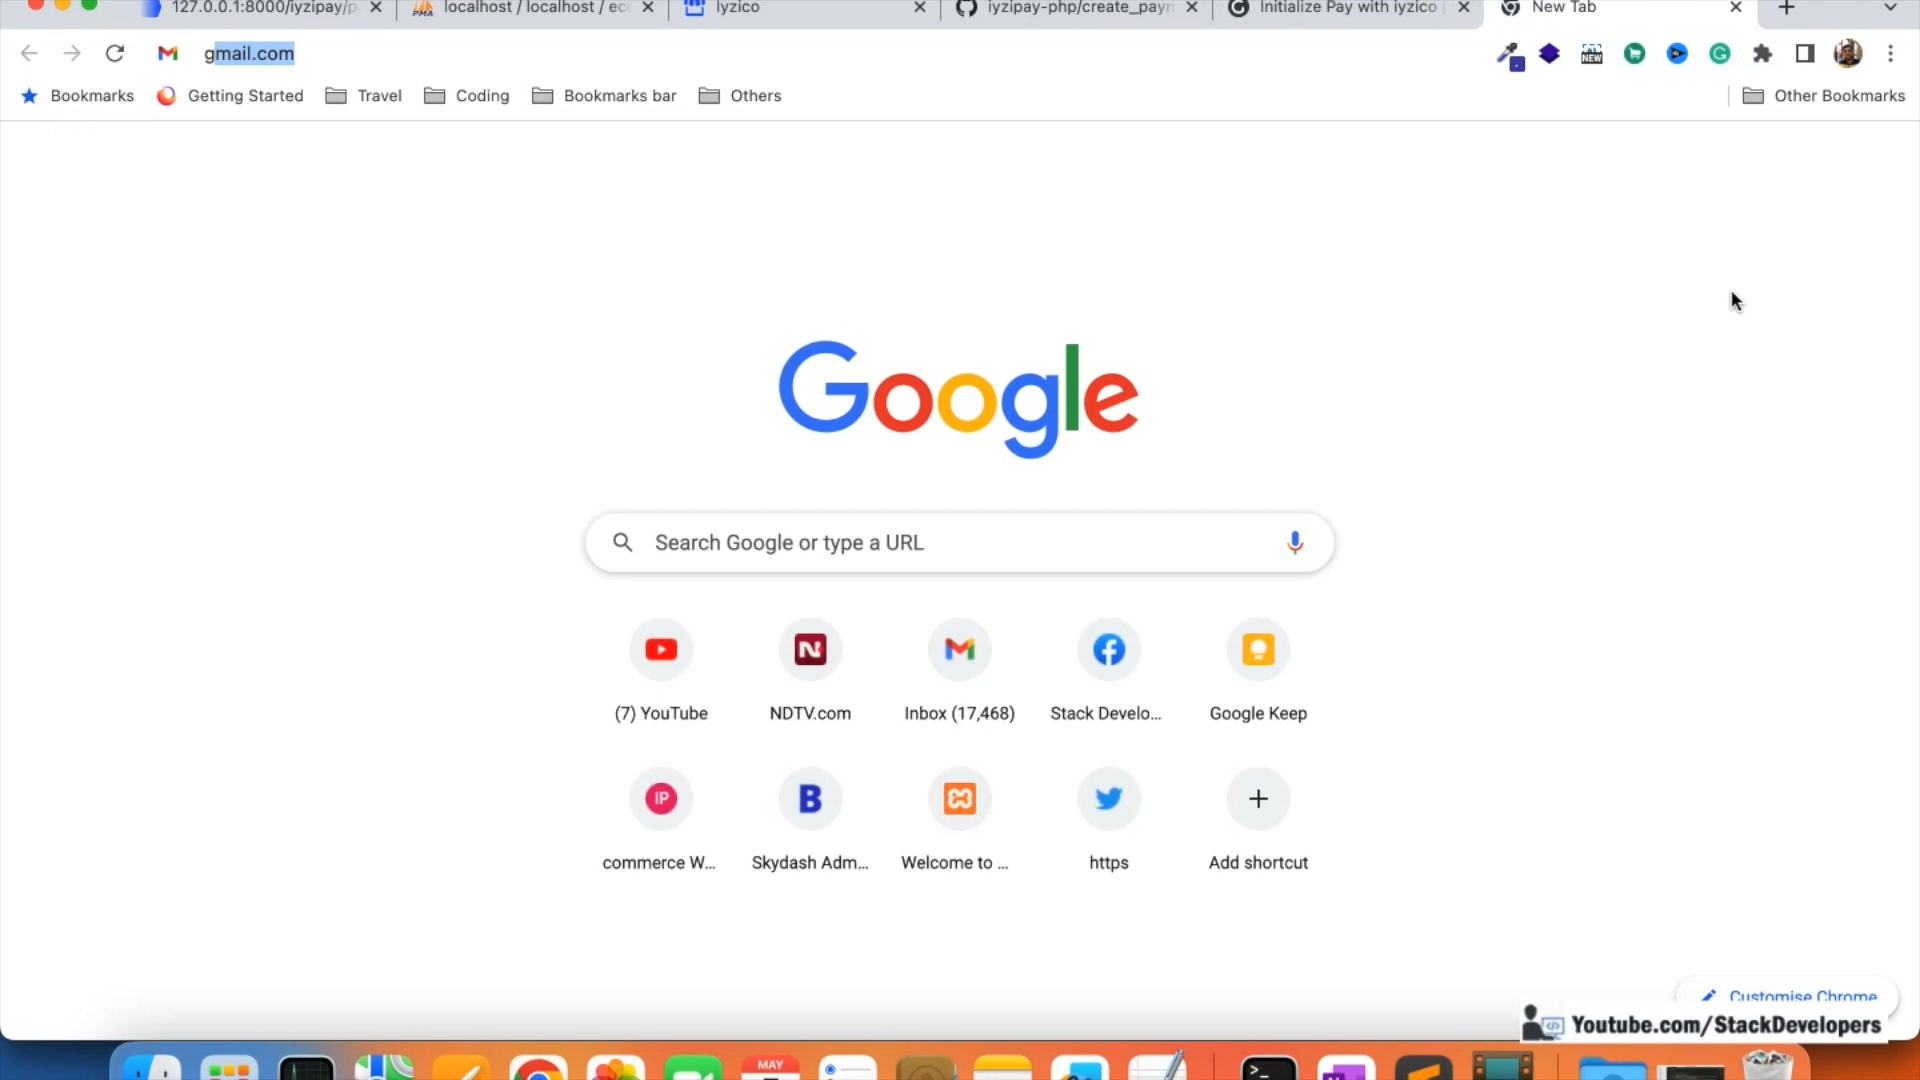 127.0.0.1:8000/iyzipay/p
localhost / localhost / ec
Iyzico
iyzipay-php/create_payn
Initialize Pay with iyzico
New Tab
gmail.com
NEW
Bookmarks
Getting Started
Travel
Coding
Bookmarks bar
Others
Other Bookmarks
Google
Search Google or type a URL
(7) YouTube
NDTV.com
Inbox (17,468)
Stack Develo...
Google Keep
IP
B
commerce W...
Skydash Adm...
Welcome to ...
https
Add shortcut
Customise Chrome
Youtube.com/StackDevelopers
MAY